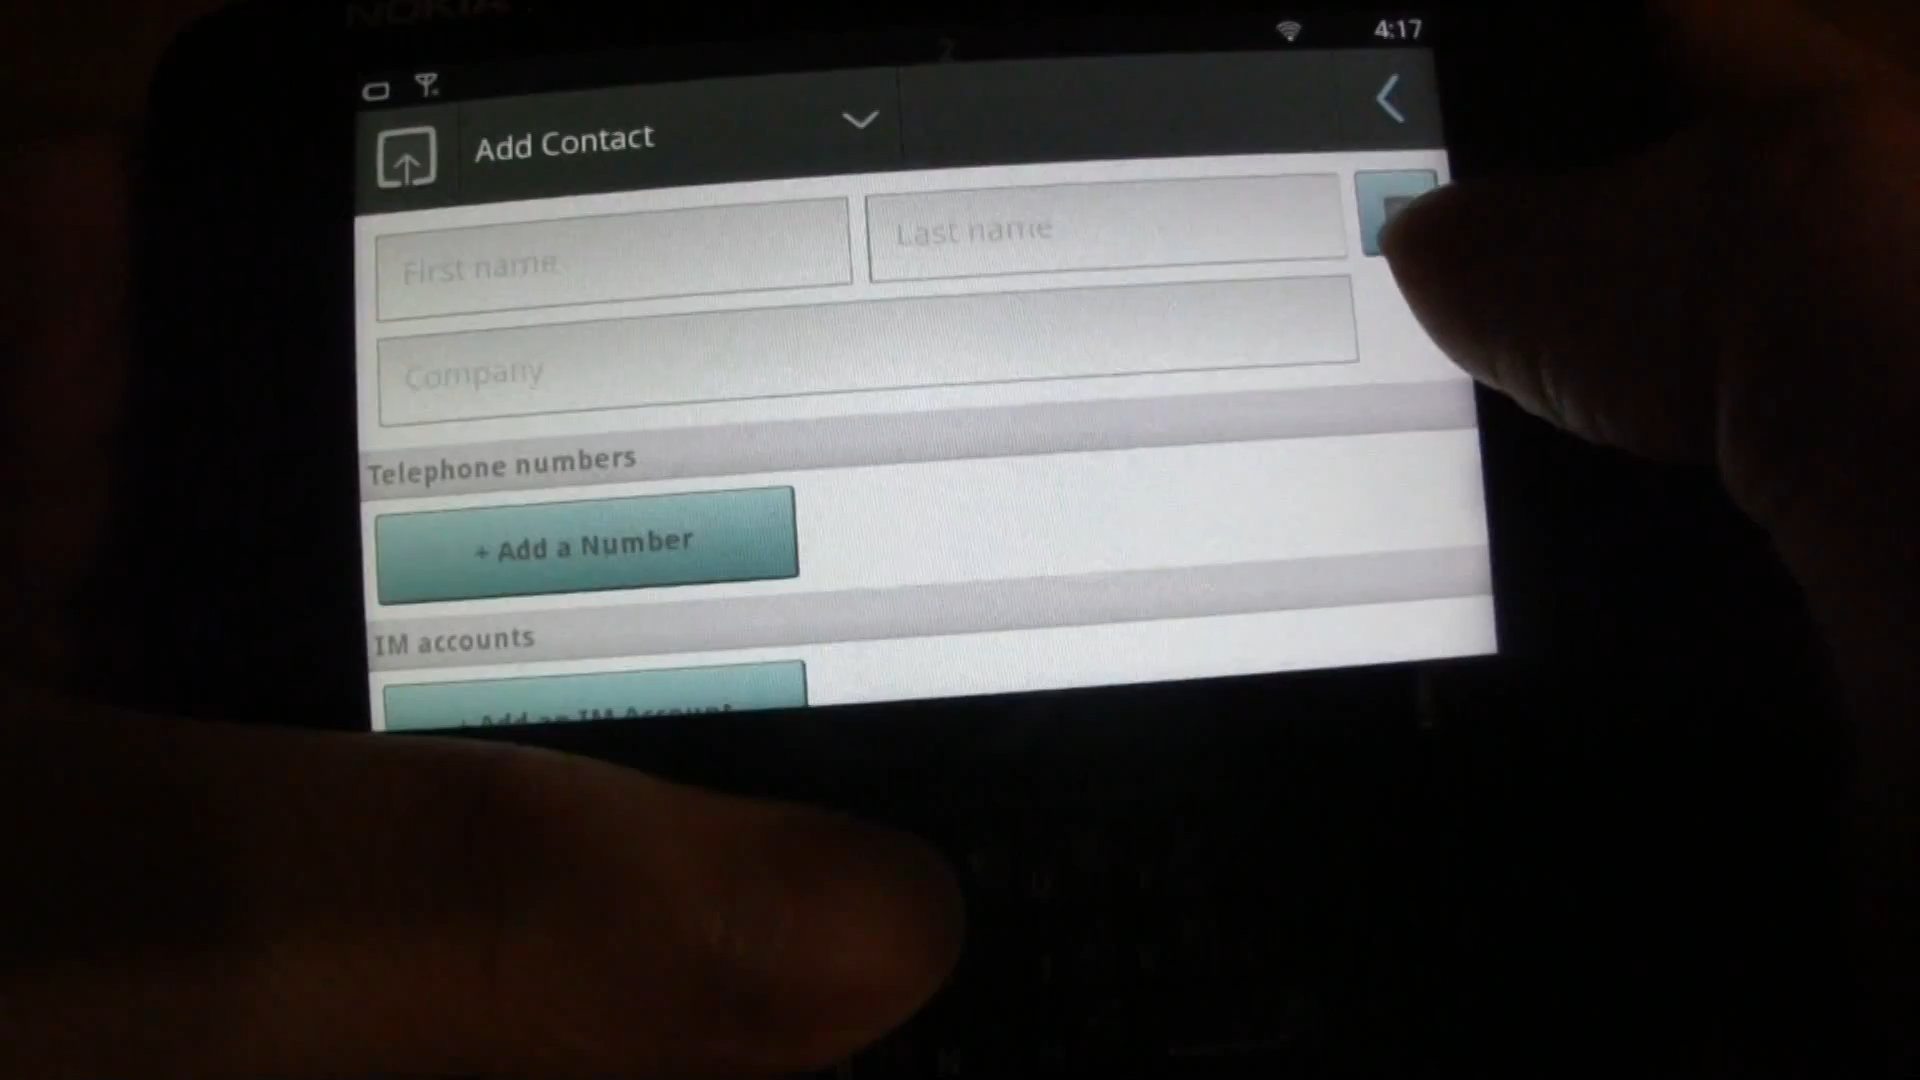 NOKIA
4:17
Add Contact
First name
Last name
Company
Telephone numbers
+ Add a Number
IM accounts
+ Add an IM Account